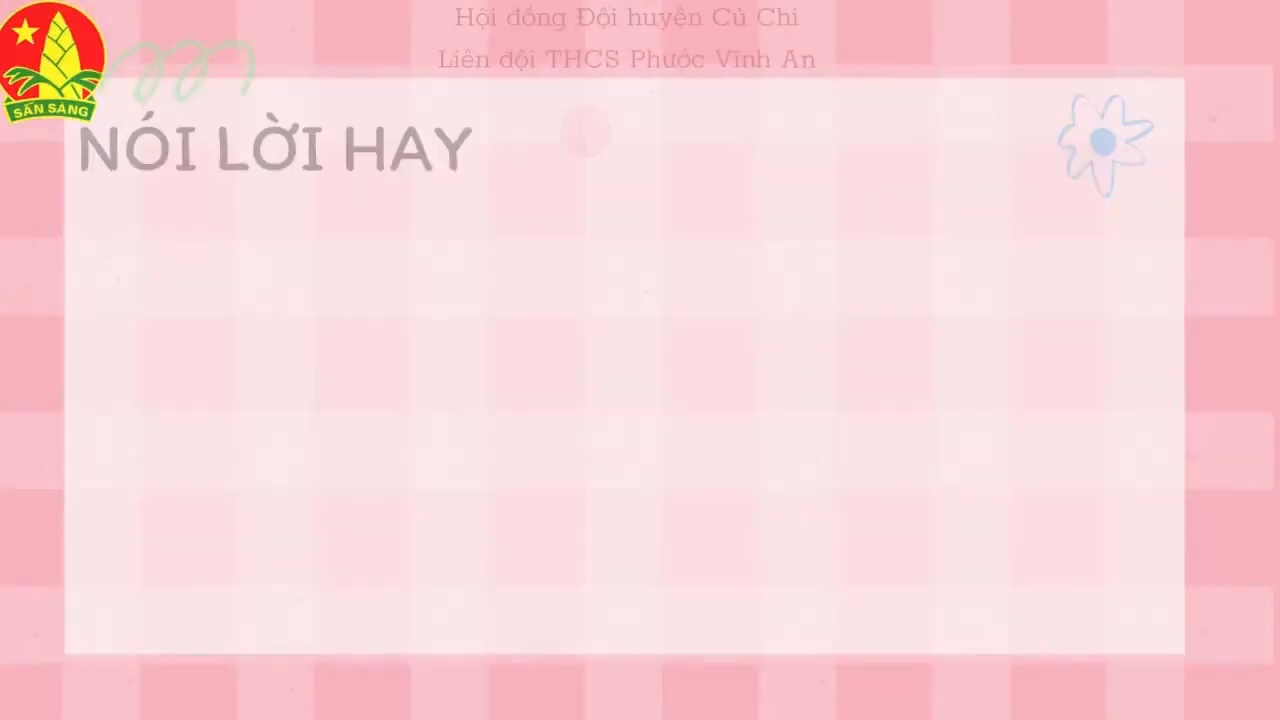 Hội đồng Đội huyện Củ Chi
Liên đội THCS Phước Vĩnh An
SẴN SÀNG
NÓI LỜI HAY